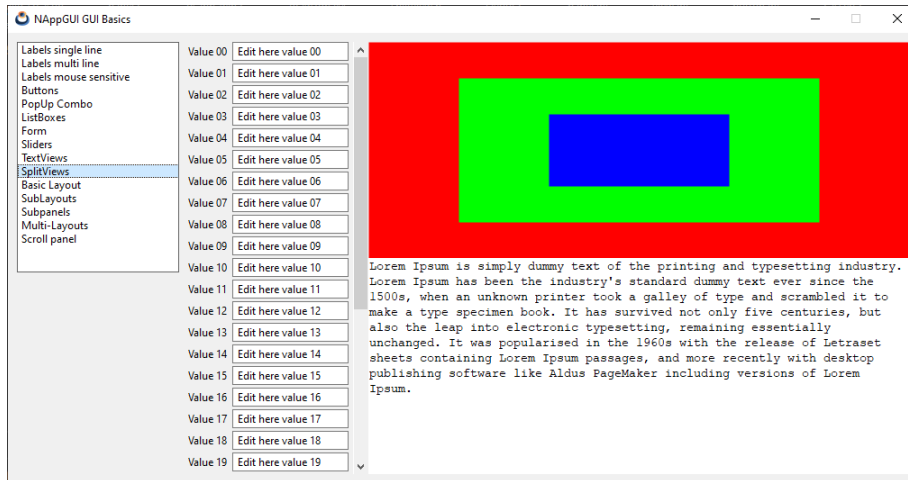 NAppGUI GUI Basics
Labels single line
Labels multi line
Labels mouse sensitive
Buttons
PopUp Combo
ListBoxes
Form
Sliders
TextViews
SplitViews
Basic Layout
SubLayouts
Subpanels
Multi-Layouts
Scroll panel
Value 00 Edit here value 00
Value 01 Edit here value 01
Value 02 Edit here value 02
Value 03 Edit here value 03
Value 04 Edit here value 04
Value 05 Edit here value 05
Value 06 Edit here value 06
Value 07 Edit here value 07
Value 08 Edit here value 08
Value 09 Edit here value 09
Value 10 Edit here value 10
Value 11 Edit here value 11
Value 12 Edit here value 12
Value 13 Edit here value 13
Value 14 Edit here value 14
Value 15 Edit here value 15
Value 16 Edit here value 16
Value 17 Edit here value 17
Value 18 Edit here value 18
Value 19 Edit here value 19
Lorem Ipsum is simply dummy text of the printing and typesetting industry.
Lorem Ipsum has been the industry's standard dummy text ever since the
1500s, when an unknown printer took a galley of type and scrambled it to
make a type specimen book. It has survived not only five centuries, but
also the leap into electronic typesetting, remaining essentially
unchanged. It was popularised in the 1960s with the release of Letraset
sheets containing Lorem Ipsum passages, and more recently with desktop
publishing software like Aldus PageMaker including versions of Lorem
Ipsum.